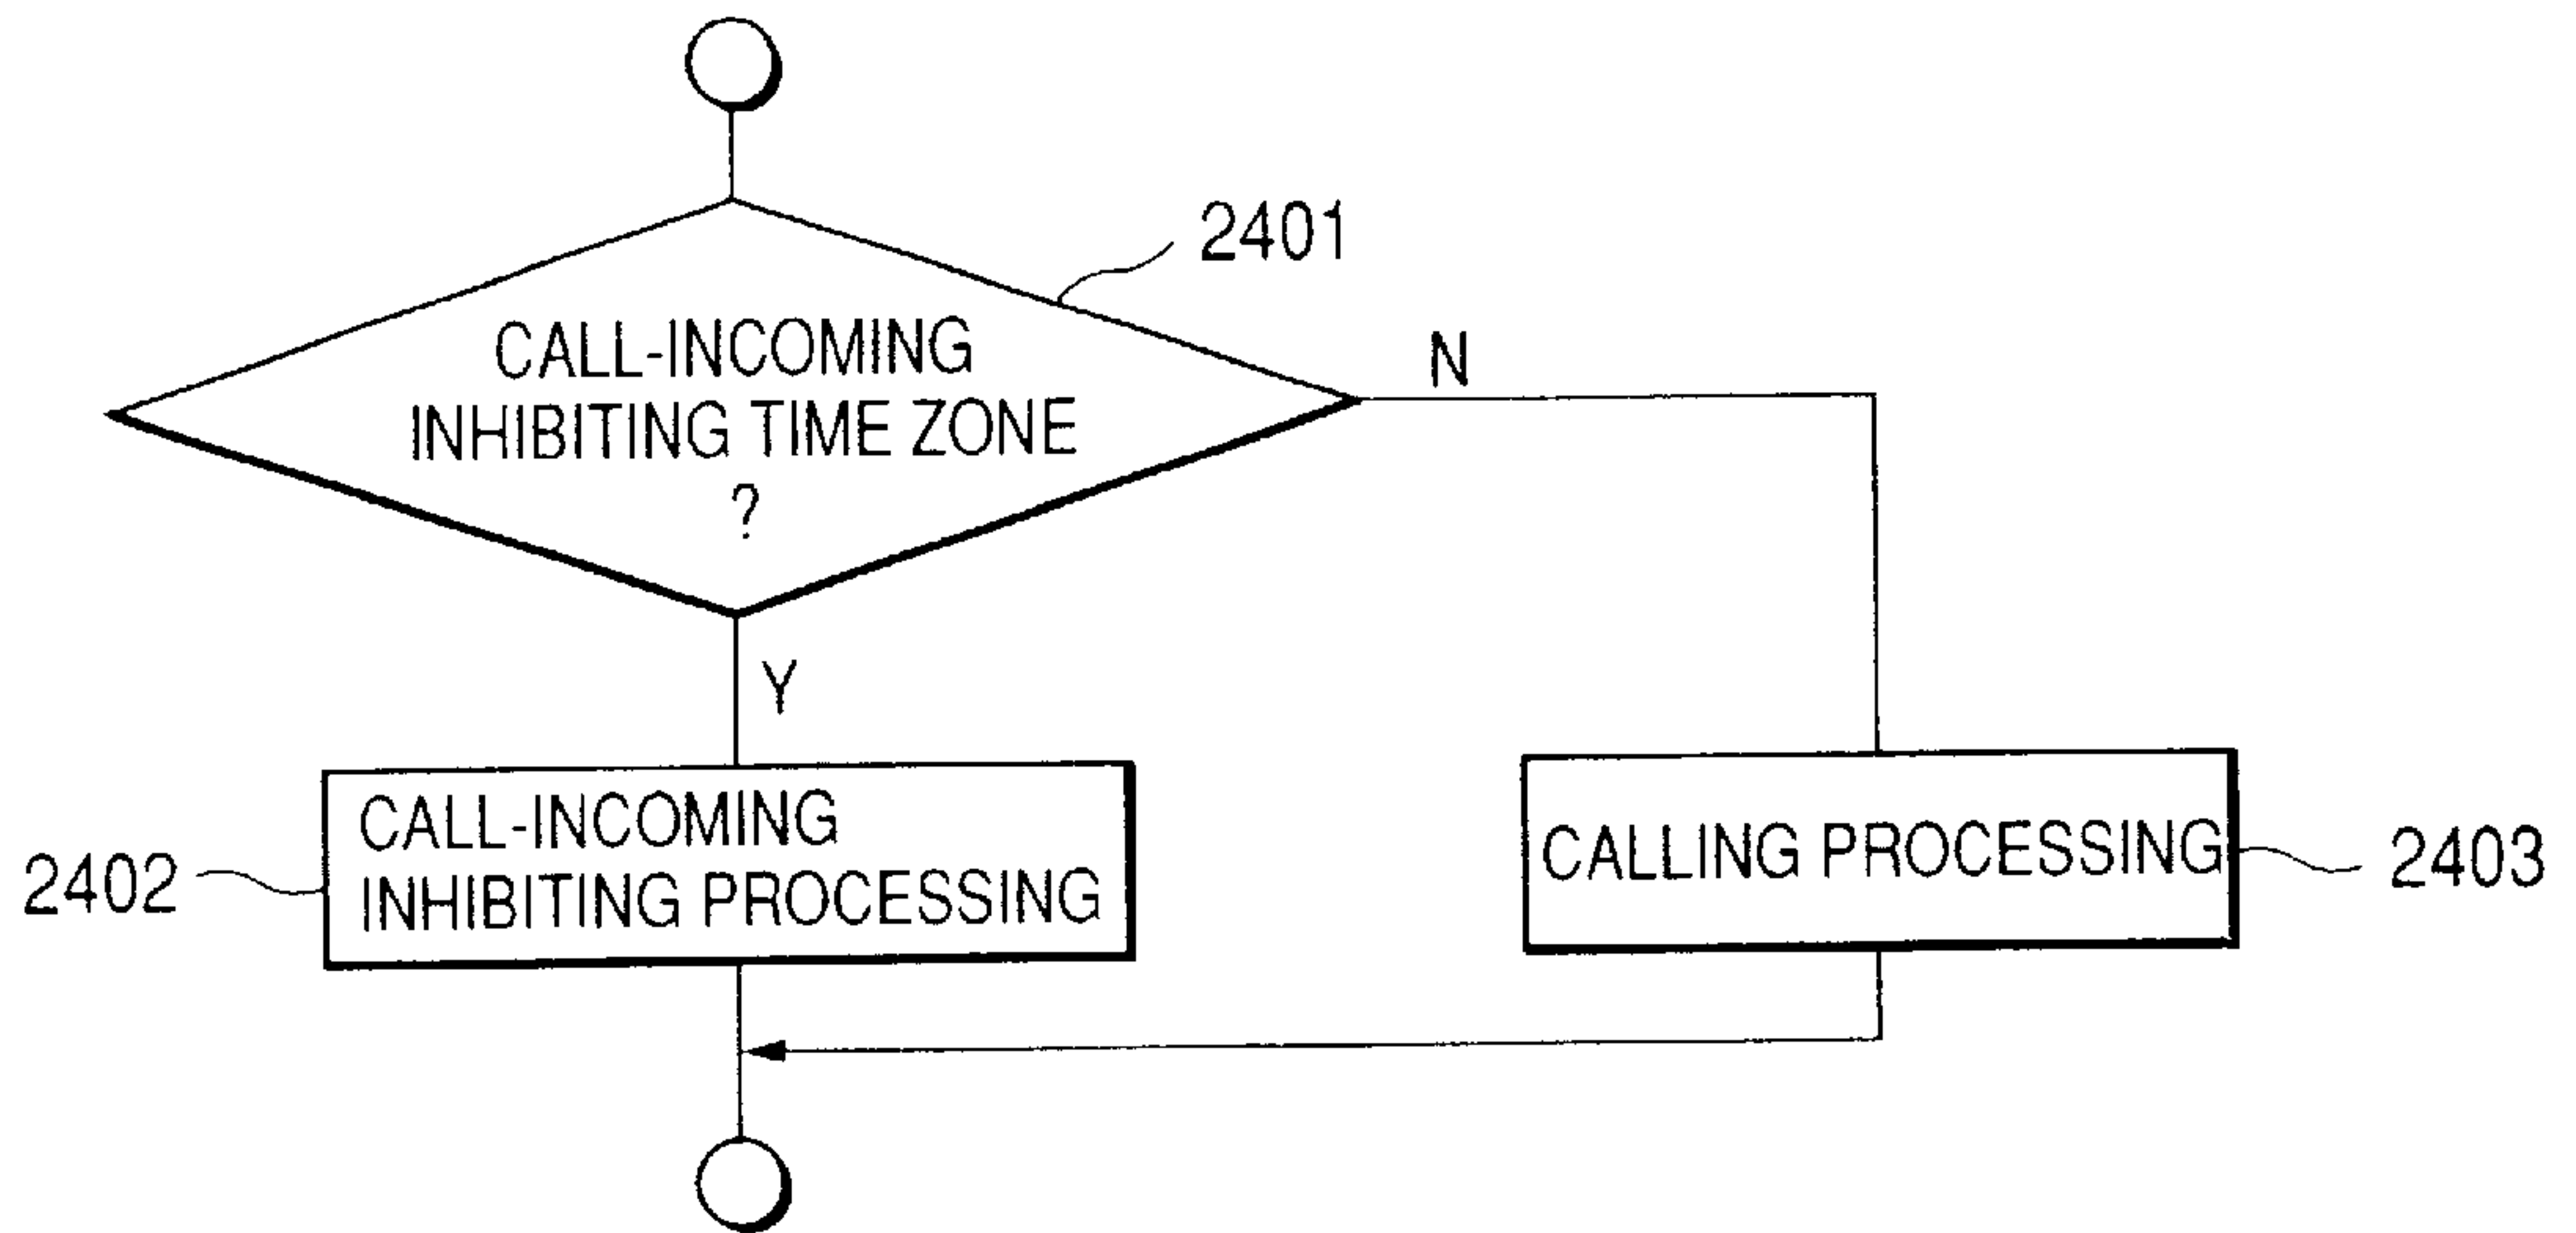 2401
CALL-INCOMING
INHIBITING TIME ZONE
?
N
Y
2402
CALL-INCOMING
INHIBITING PROCESSING
CALLING PROCESSING
2403